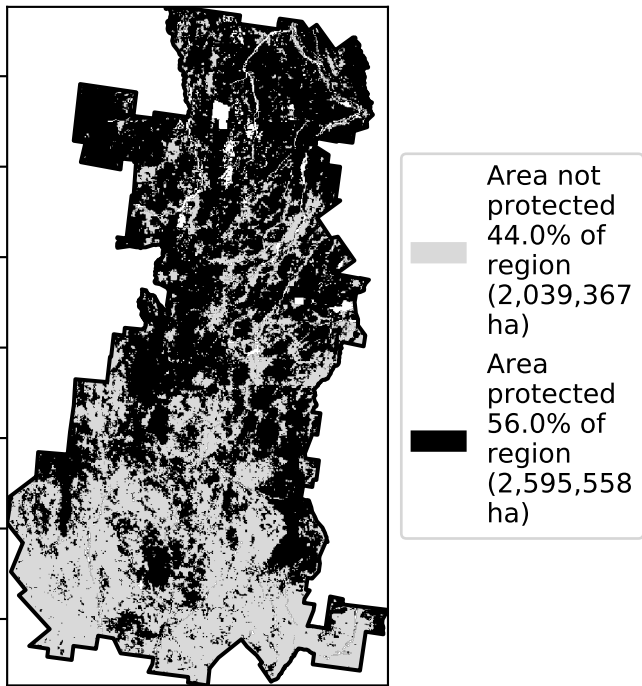 Area not
protected
44.0% of
region
(2,039,367
ha)
Area
protected
56.0% of
region
(2,595,558
ha)